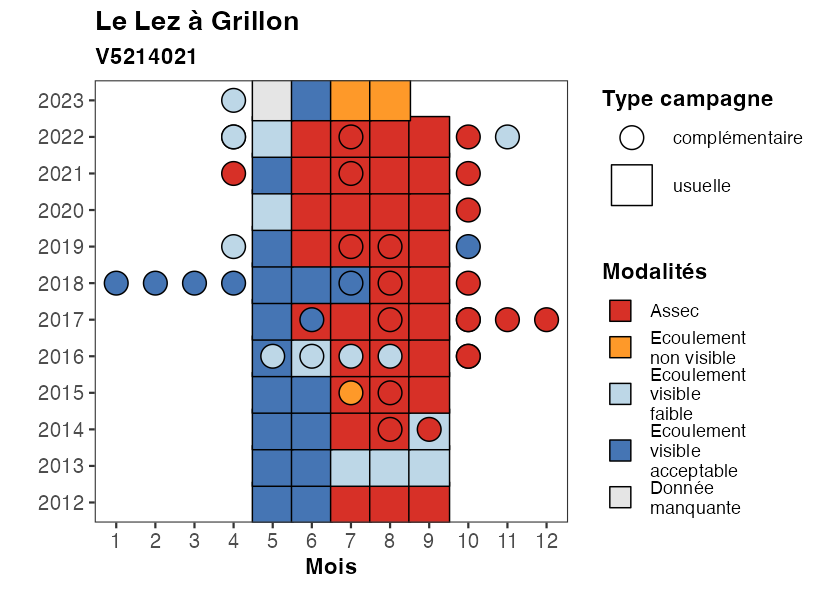 Le Lez à Grillon
V5214021
2023
2022
2021
2020
2019
2018
2017
2016
2015
2014
2013
2012
1 2 3 4 5 6 7 8 9 10 11 12
Mois
Type campagne
complémentaire
usuelle
Modalités
Assec
Ecoulement
non visible
Ecoulement
visible
faible
Ecoulement
visible
acceptable
Donnée
manquante